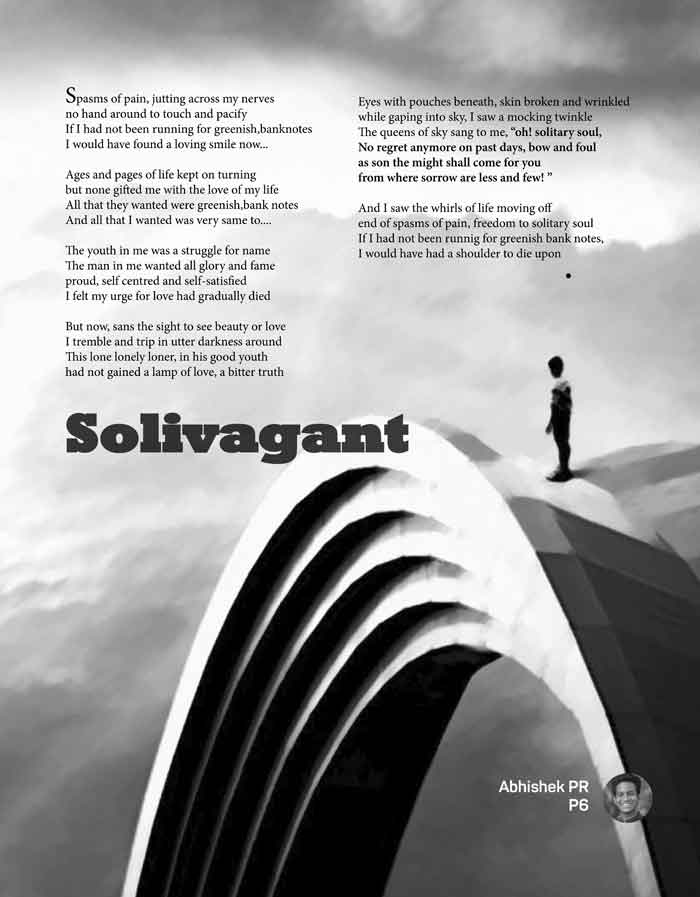 Spasms of pain, jutting across my nerves
no hand around to touch and pacify
If I had not been running for greenish,banknotes
I would have found a loving smile now...
Ages and pages of life kept on turning
but none gifted me with the love of my life
All that they wanted were greenish,bank notes
And all that I wanted was very same to....
The youth in me was a struggle for name
The man in me wanted all glory and fame
proud, self centred and self-satisfied
I felt my urge for love had gradually died
But now, sans the sight to see beauty or love
I tremble and trip in utter darkness around
This lone lonely loner, in his good youth
had not gained a lamp of love, a bitter truth
Eyes with pouches beneath, skin broken and wrinkled
while gaping into sky, I saw a mocking twinkle
The queens of sky sang to me, “oh! solitary soul,
No regret anymore on past days, bow and foul
as son the might shall come for you
from where sorrow are less and few! ”
And I saw the whirls of life moving off
end of spasms of pain, freedom to solitary soul
If I had not been runnig for greenish bank notes,
I would have had a shoulder to die upon
Solivagant
Abhishek PR
P6